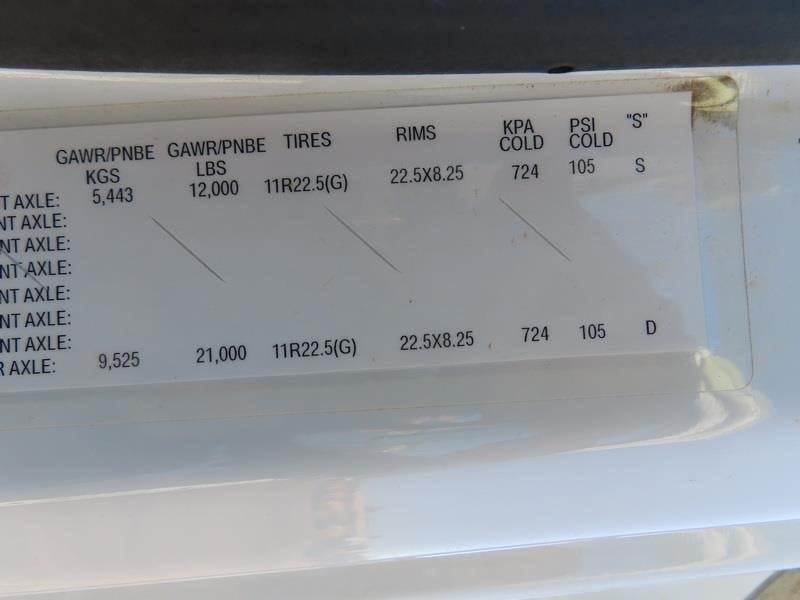 GAWR/PNBE GAWR/PNBE TIRES RIMS KPA PSI "S"
KGS LBS COLD COLD
T AXLE: 5,443 12,000 11R22.5(G) 22.5X8.25 724 105 S
NT AXLE:
NT AXLE:
NT AXLE:
NT AXLE:
NT AXLE:
NT AXLE:
R AXLE: 9,525 21,000 11R22.5(G) 22.5X8.25 724 105 D